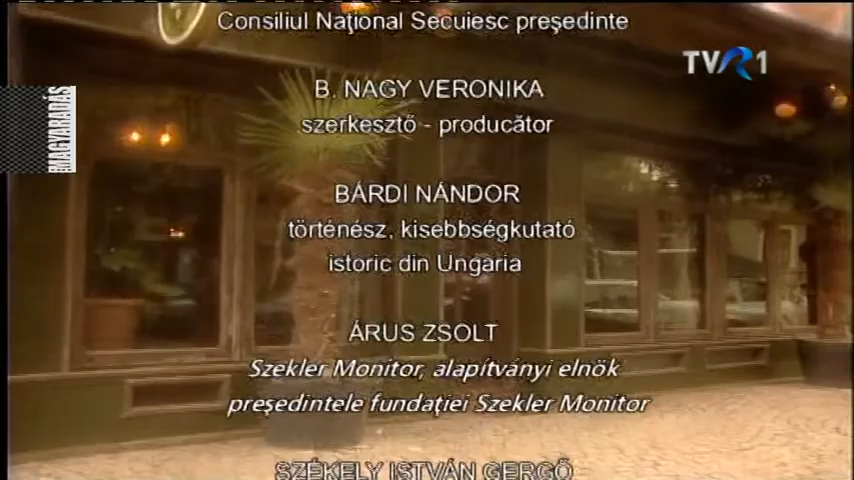 Consiliul Naţional Secuiesc preşedinte
TVR1
B. NAGY VERONIKA
szerkesztő - producător
MAGYARADÁS
BÁRDI NÁNDOR
történész, kisebbségkutató
istoric din Ungaria
ÁRUS ZSOLT
Szekler Monitor, alapítványi elnök
preşedintele fundaţiei Szekler Monitor
SZÉKELY ISTVÁN GERGŐ